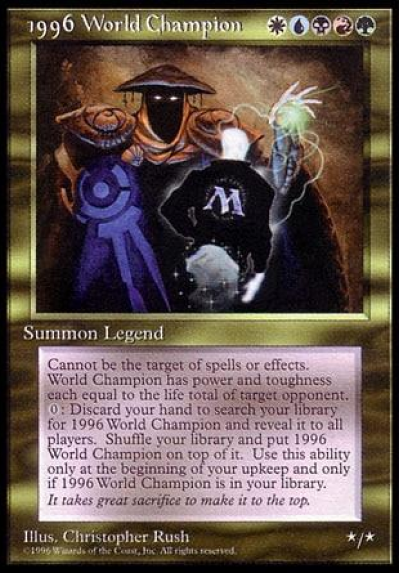 1996 World Champion
M
Summon Legend
Cannot be the target of spells or effects.
World Champion has power and toughness
each equal to the life total of target opponent.
0: Discard your hand to search your library
for 1996 World Champion and reveal it to all
players. Shuffle your library and put 1996
World Champion on top of it. Use this ability
only at the beginning of your upkeep and only
if 1996 World Champion is in your library.
It takes great sacrifice to make it to the top.
Illus. Christopher Rush
*/*
©1996 Wizards of the Coast, Inc. All rights reserved.